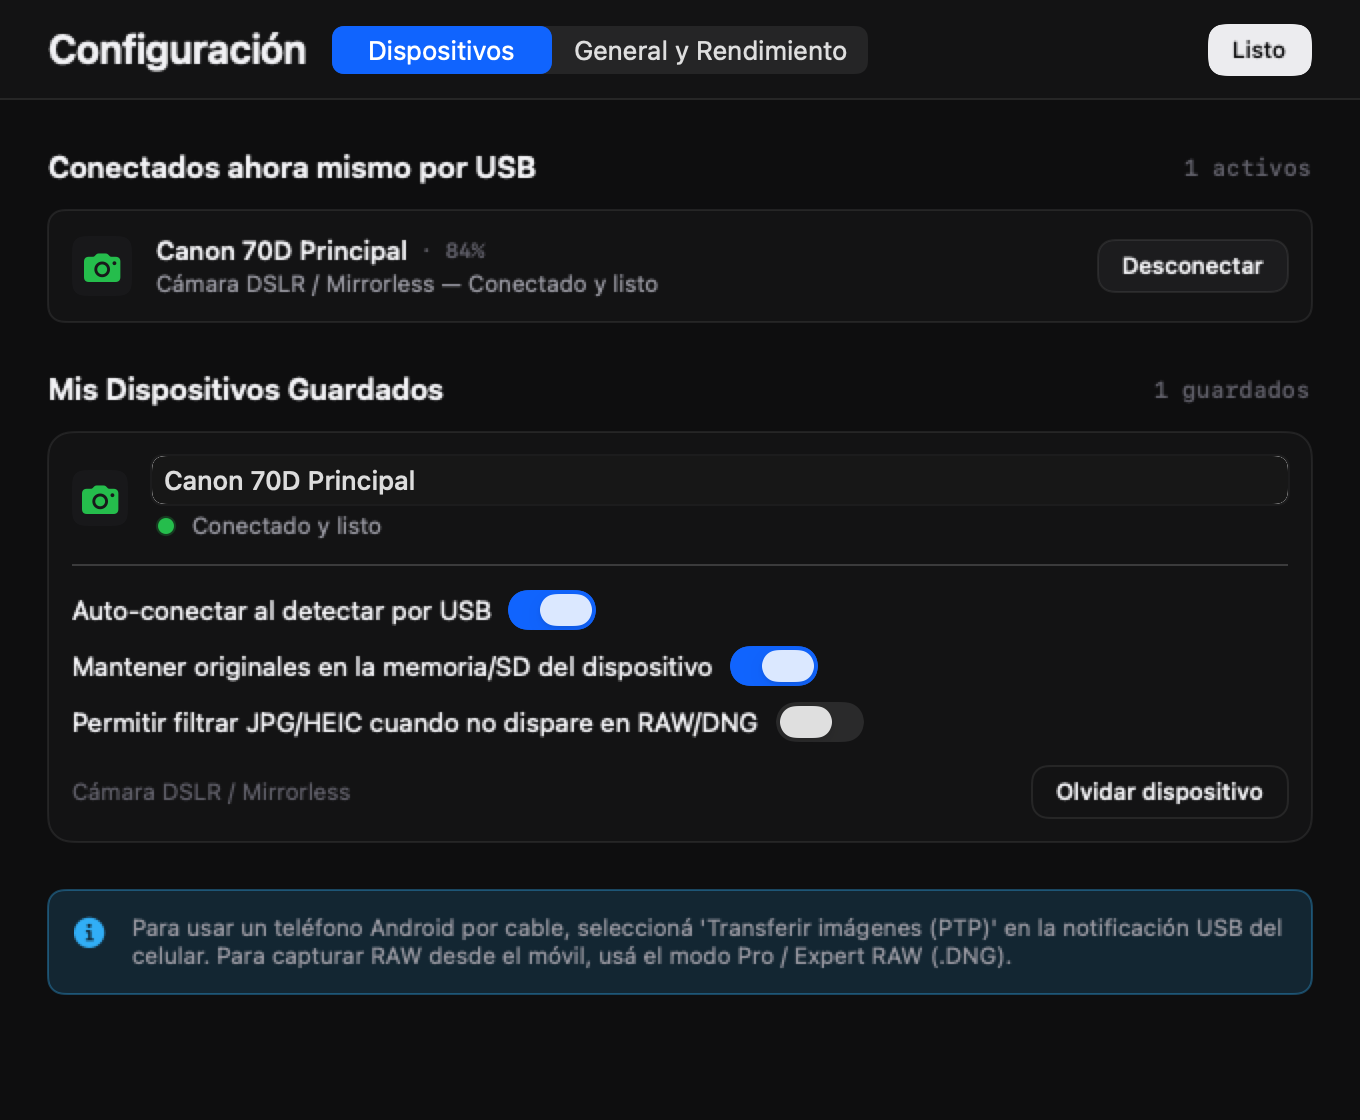 Configuración
Dispositivos
General y Rendimiento
Listo
Conectados ahora mismo por USB
1 activos
Canon 70D Principal · 84%
Cámara DSLR / Mirrorless — Conectado y listo
Desconectar
Mis Dispositivos Guardados
1 guardados
Canon 70D Principal
Conectado y listo
Auto-conectar al detectar por USB
Mantener originales en la memoria/SD del dispositivo
Permitir filtrar JPG/HEIC cuando no dispare en RAW/DNG
Cámara DSLR / Mirrorless
Olvidar dispositivo
Para usar un teléfono Android por cable, seleccioná 'Transferir imágenes (PTP)' en la notificación USB del
celular. Para capturar RAW desde el móvil, usá el modo Pro / Expert RAW (.DNG).